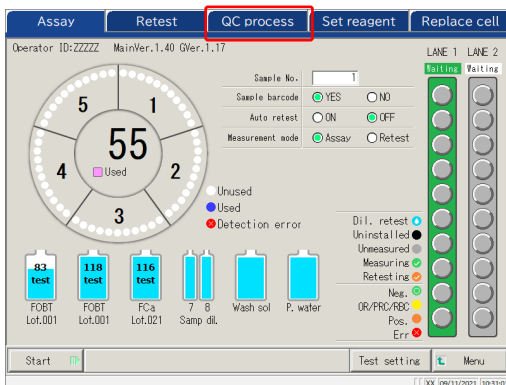 Assay Retest QC process Set reagent Replace cell
Operator ID:ZZZZZ MainVer.1.40 GVer.1.17
LANE 1 LANE 2
Waiting Waiting
Sample No. 1
Sample barcode YES NO
Auto retest ON OFF
Measurement mode Assay Retest
5 1
55
Used
4 2
3
Unused
Used
Detection error
Dil. retest
Uninstalled
Unmeasured
Measuring
Retesting
Neg.
OR/PRC/RBC
Pos.
Err
83 test 118 test 116 test
FOBT FOBT FCa 7 8 Wash sol P. water
Lot.001 Lot.001 Lot.021 Samp dil.
Start Test setting Menu
XX 09/11/2021 10:31:0